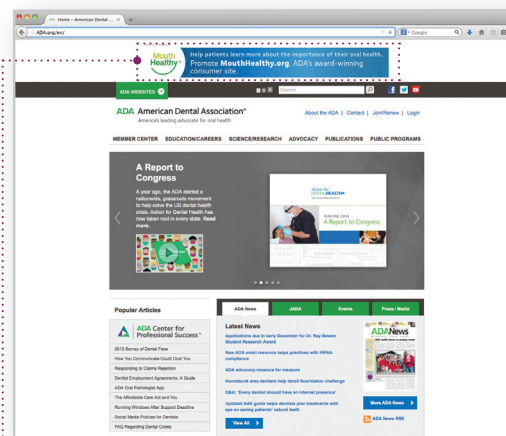 Home - American Dental ...
ADA.org/en/
Google
Mouth
Healthy™
Help patients learn more about the importance of their oral health.
Promote MouthHealthy.org, ADA's award-winning
consumer site.
ADA WEBSITES
A A A
Search
ADA American Dental Association®
America's leading advocate for oral health
About the ADA | Contact | Join/Renew | Login
MEMBER CENTER EDUCATION/CAREERS SCIENCE/RESEARCH ADVOCACY PUBLICATIONS PUBLIC PROGRAMS
A Report to
Congress
A year ago, the ADA started a
nationwide, grassroots movement
to help solve the US dental health
crisis. Action for Dental Health has
now taken root in every state. Read
more.
Action for
DENTAL HEALTH
YEAR ONE, 2014
A Report to Congress
Popular Articles
ADA Center for
Professional Success™
2013 Survey of Dental Fees
How You Communicate Could Cost You
Responding to Claims Rejection
Dental Employment Agreements: A Guide
ADA Oral Pathologist App
The Affordable Care Act and You
Running Windows After Support Deadline
Social Media Policies for Dentists
FAQ Regarding Dental Codes
ADA News
JADA
Events
Press / Media
Latest News
Applications due in early December for Dr. Ray Bowen
Student Research Award
New ADA email resource helps practices with HIPAA
compliance
ADA advocacy measure for measure
Kennebunk area dentists help derail fluoridation challenge
Q&A: 'Every dentist should have an internet presence'
Updated AAE guide helps dentists plan treatments with
eye on saving patients' natural teeth
View All
ADANews
More ADA News
ADA News RSS